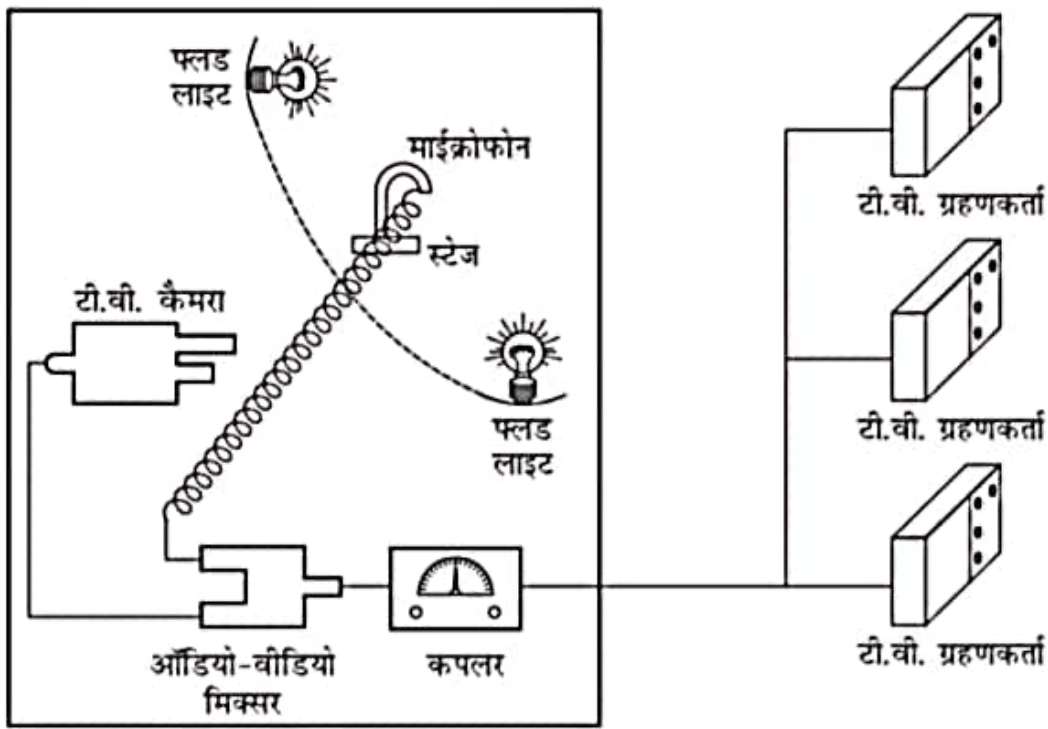 फ्लड
लाइट
माईक्रोफोन
स्टेज
टी.वी. कैमरा
फ्लड
लाइट
ऑडियो-वीडियो
मिक्सर
कपलर
टी.वी. ग्रहणकर्ता
टी.वी. ग्रहणकर्ता
टी.वी. ग्रहणकर्ता